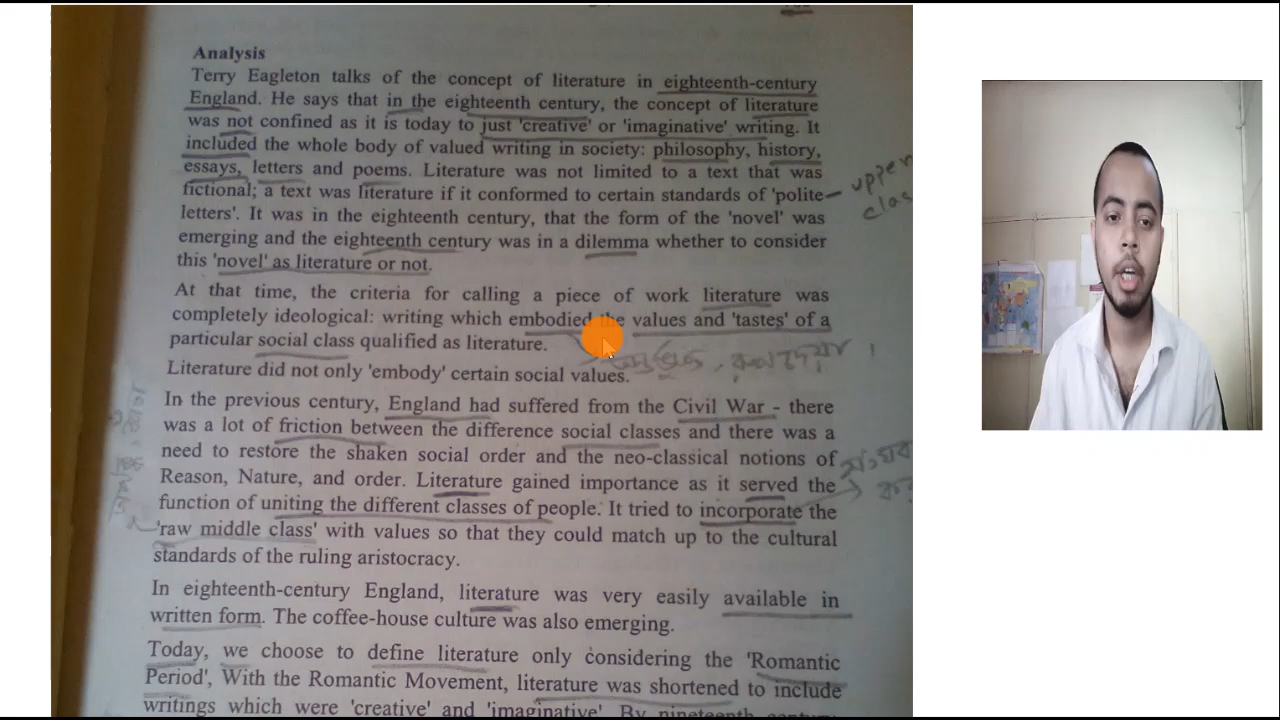 Analysis
Terry Eagleton talks of the concept of literature in eighteenth-century
England. He says that in the eighteenth century, the concept of literature
was not confined as it is today to just 'creative' or 'imaginative' writing. It
included the whole body of valued writing in society: philosophy, history,
essays, letters and poems. Literature was not limited to a text that was
fictional; a text was literature if it conformed to certain standards of 'polite
upper
letters'. It was in the eighteenth century, that the form of the 'novel' was
emerging and the eighteenth century was in a dilemma whether to consider
this 'novel' as literature or not.
At that time, the criteria for calling a piece of work literature was
completely ideological: writing which embodied the values and 'tastes' of a
particular social class qualified as literature.
Literature did not only 'embody' certain social values.
In the previous century, England had suffered from the Civil War - there
was a lot of friction between the difference social classes and there was a
need to restore the shaken social order and the neo-classical notions of
Reason, Nature, and order. Literature gained importance as it served the
function of uniting the different classes of people. It tried to incorporate the
'raw middle class' with values so that they could match up to the cultural
standards of the ruling aristocracy.
In eighteenth-century England, literature was very easily available in
written form. The coffee-house culture was also emerging.
Today, we choose to define literature only considering the 'Romantic
Period', With the Romantic Movement, literature was shortened to include
writings which were 'creative' and 'imaginative'. By nineteenth century